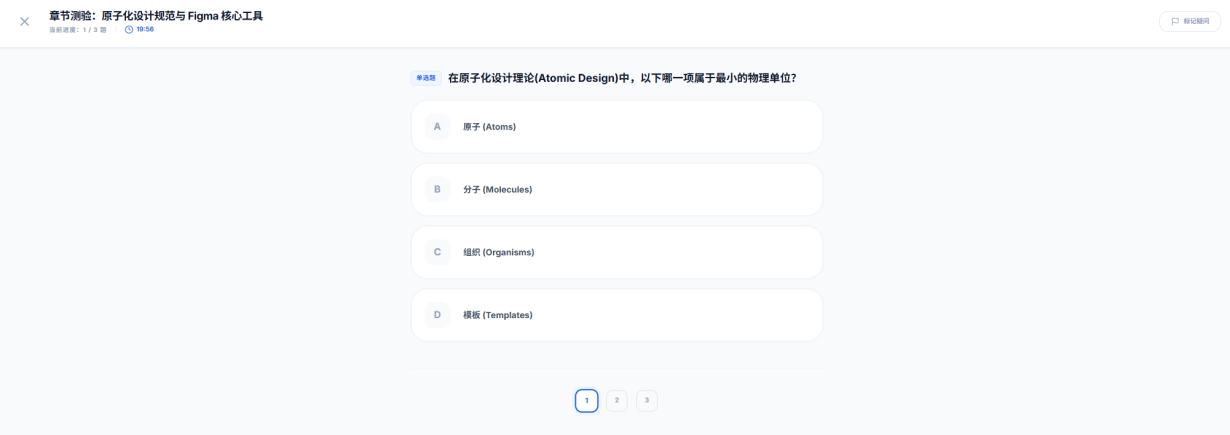 章节测验：原子化设计规范与 Figma 核心工具
当前进度：1 / 3 题 19:56
标记疑问
单选题 在原子化设计理论(Atomic Design)中，以下哪一项属于最小的物理单位？
A 原子 (Atoms)
B 分子 (Molecules)
C 组织 (Organisms)
D 模板 (Templates)
1 2 3